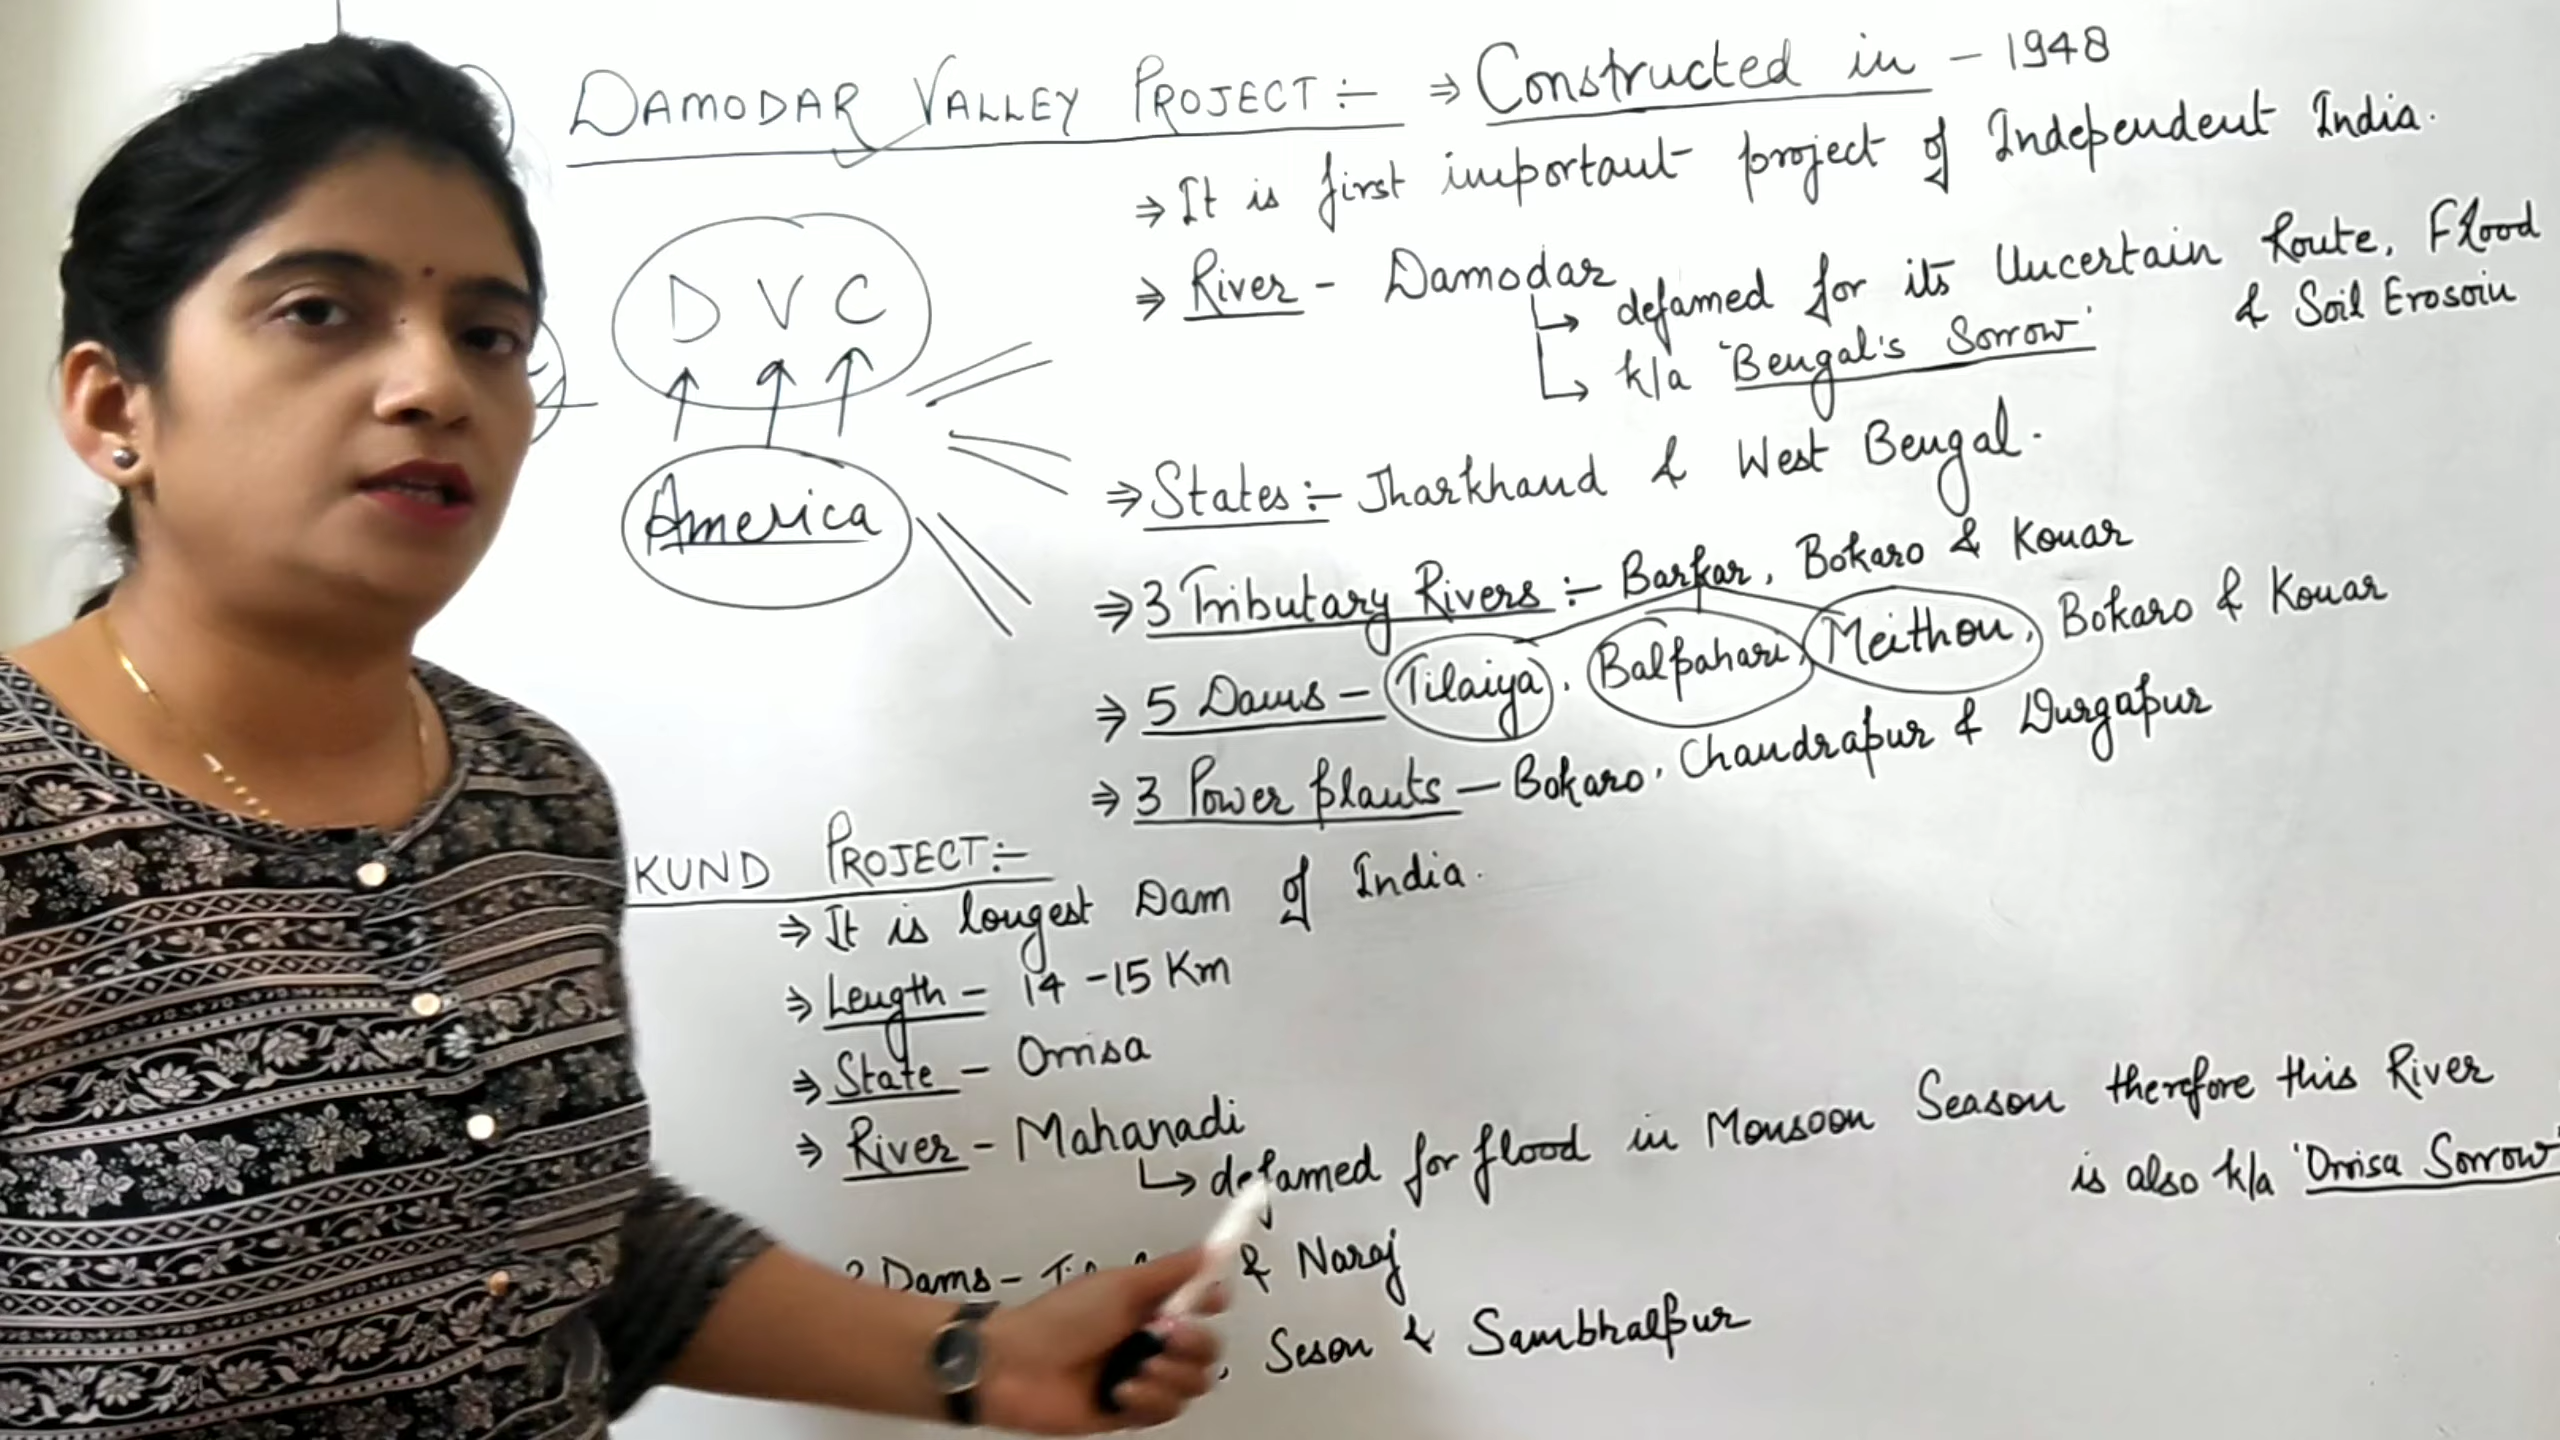 DAMODAR VALLEY PROJECT :- ⇒ Constructed in - 1948
⇒ It is first important project of Independent India.
⇒ River - Damodar
↳ defamed for its Uncertain Route, Flood
& Soil Erosoin
↳ k/a 'Bengal's Sorrow'
D V C
America
⇒ States :- Jharkhand & West Bengal.
⇒ 3 Tributary Rivers :- Barkar, Bokaro & Konar
⇒ 5 Dams - Tilaiya, Balpahari, Meithon, Bokaro & Konar
⇒ 3 Power plants - Bokaro, Chandrapur & Durgapur
KUND PROJECT :-
⇒ It is longest Dam of India.
⇒ Length - 14 - 15 Km
⇒ State - Orrisa
⇒ River - Mahanadi
↳ defamed for flood in Monsoon Season therefore this River
is also k/a 'Orrisa Sorrow'
Dams - & Naraj
, Seson & Sambhalpur